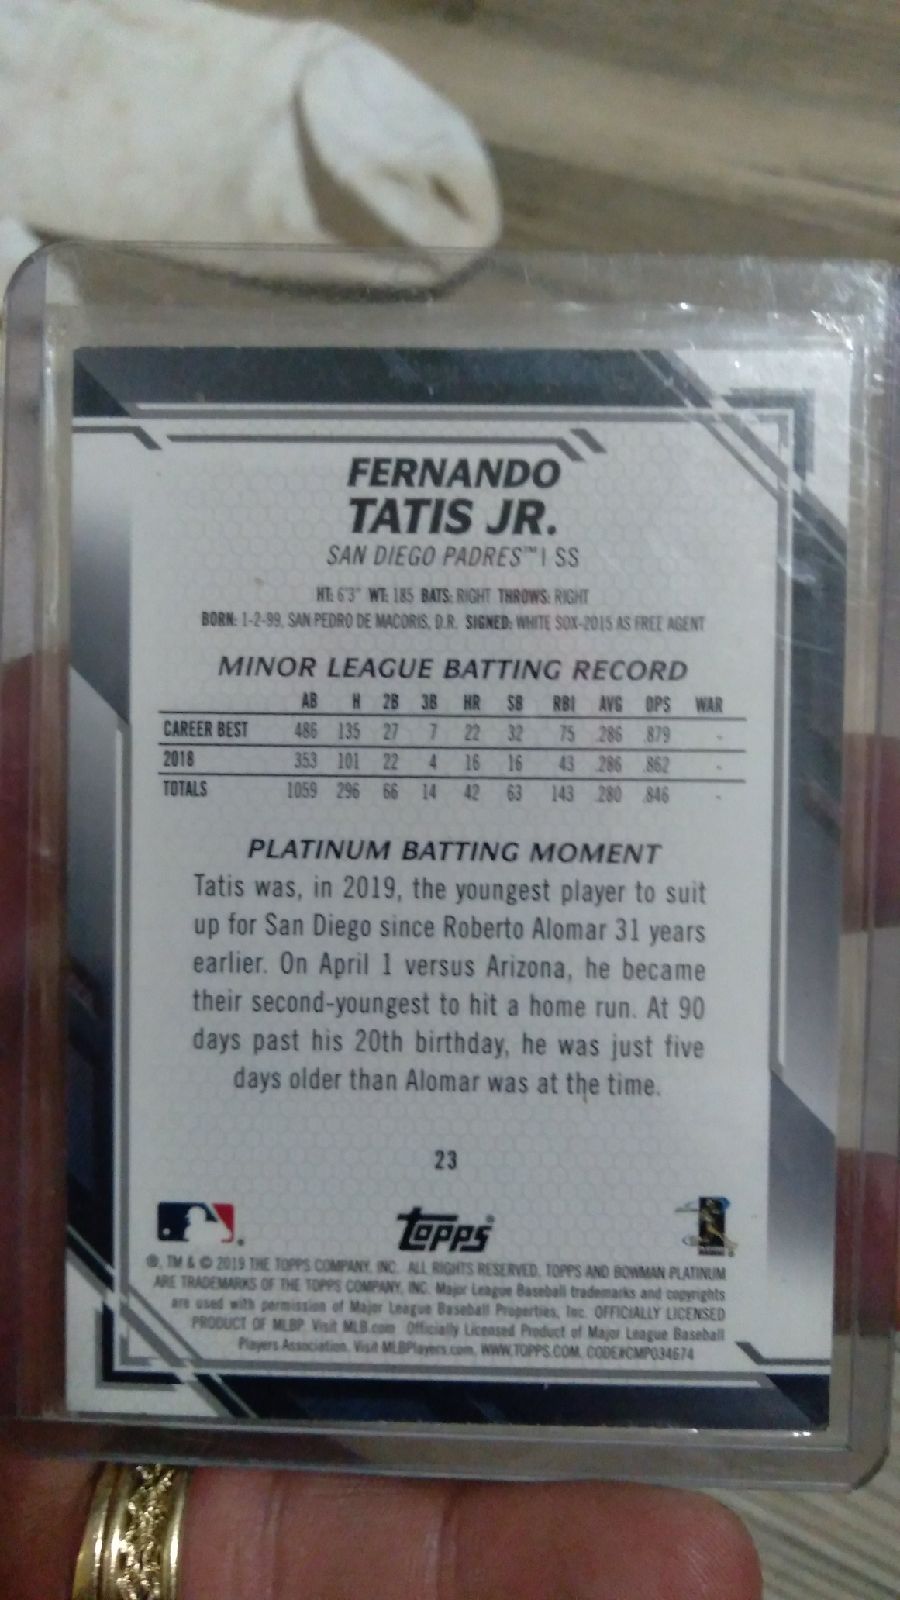 FERNANDO
TATIS JR.
SAN DIEGO PADRES™ | SS
HT: 6'3" WT: 185 BATS: RIGHT THROWS: RIGHT
BORN: 1-2-99, SAN PEDRO DE MACORIS, D.R. SIGNED: WHITE SOX-2015 AS FREE AGENT
MINOR LEAGUE BATTING RECORD
AB H 2B 3B HR SB RBI AVG OPS WAR
CAREER BEST 486 135 27 7 22 32 75 .286 .879 -
2018 353 101 22 4 16 16 43 .286 .862 -
TOTALS 1059 296 66 14 42 63 143 .280 .846 -
PLATINUM BATTING MOMENT
Tatis was, in 2019, the youngest player to suit
up for San Diego since Roberto Alomar 31 years
earlier. On April 1 versus Arizona, he became
their second-youngest to hit a home run. At 90
days past his 20th birthday, he was just five
days older than Alomar was at the time.
23
topps®
®, TM & © 2019 THE TOPPS COMPANY, INC. ALL RIGHTS RESERVED. TOPPS AND BOWMAN PLATINUM
ARE TRADEMARKS OF THE TOPPS COMPANY, INC. Major League Baseball trademarks and copyrights
are used with permission of Major League Baseball Properties, Inc. OFFICIALLY LICENSED
PRODUCT OF MLBP Visit MLB.com Officially Licensed Product of Major League Baseball
Players Association. Visit MLBPlayers.com. WWW.TOPPS.COM. CODE#CMP034674